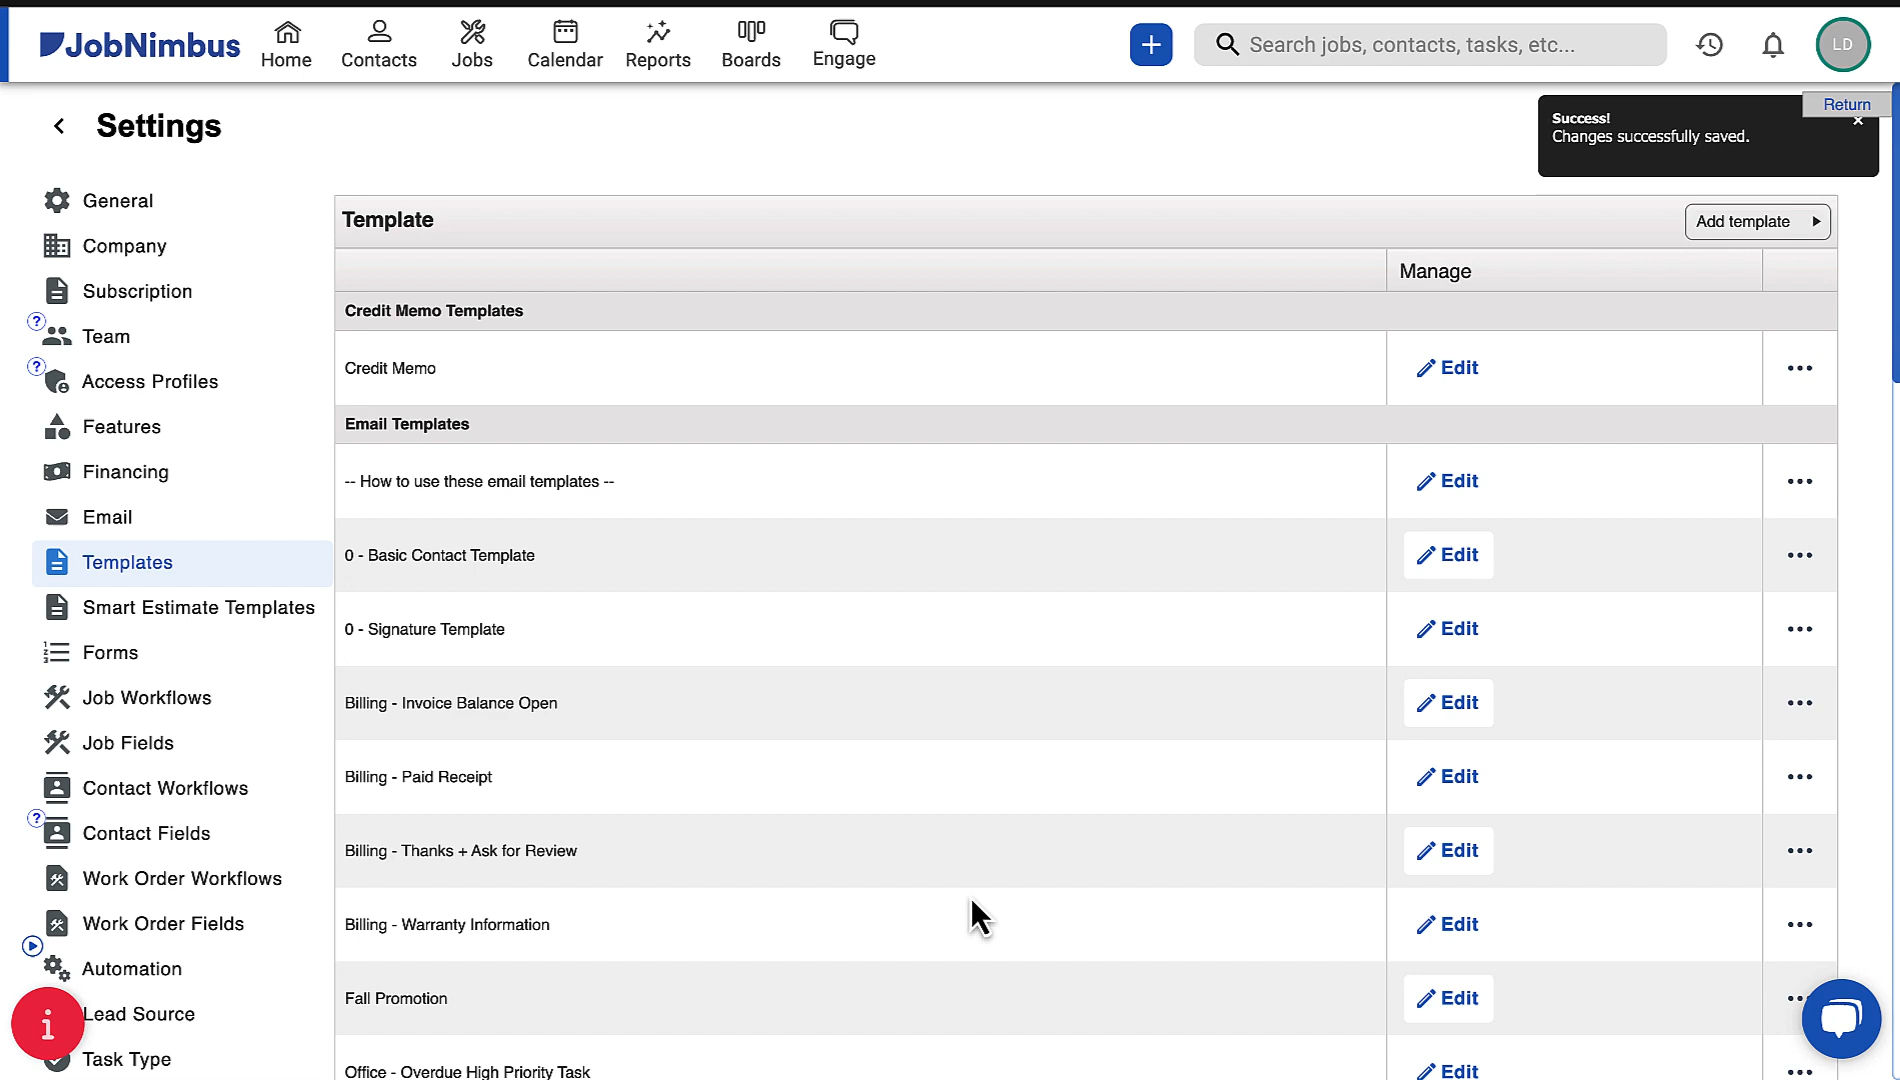 JobNimbus
Home
Contacts
Jobs
Calendar
Reports
Boards
Engage
+
Search jobs, contacts, tasks, etc...
LD
Settings
Return
Success!
Changes successfully saved.
×
General
Company
Subscription
?
Team
?
Access Profiles
Features
Financing
Email
Templates
Smart Estimate Templates
Forms
Job Workflows
Job Fields
Contact Workflows
?
Contact Fields
Work Order Workflows
Work Order Fields
Automation
Lead Source
i
Task Type
Template
Add template
Manage
Credit Memo Templates
Credit Memo
Edit
Email Templates
-- How to use these email templates --
Edit
0 - Basic Contact Template
Edit
0 - Signature Template
Edit
Billing - Invoice Balance Open
Edit
Billing - Paid Receipt
Edit
Billing - Thanks + Ask for Review
Edit
Billing - Warranty Information
Edit
Fall Promotion
Edit
Office - Overdue High Priority Task
Edit